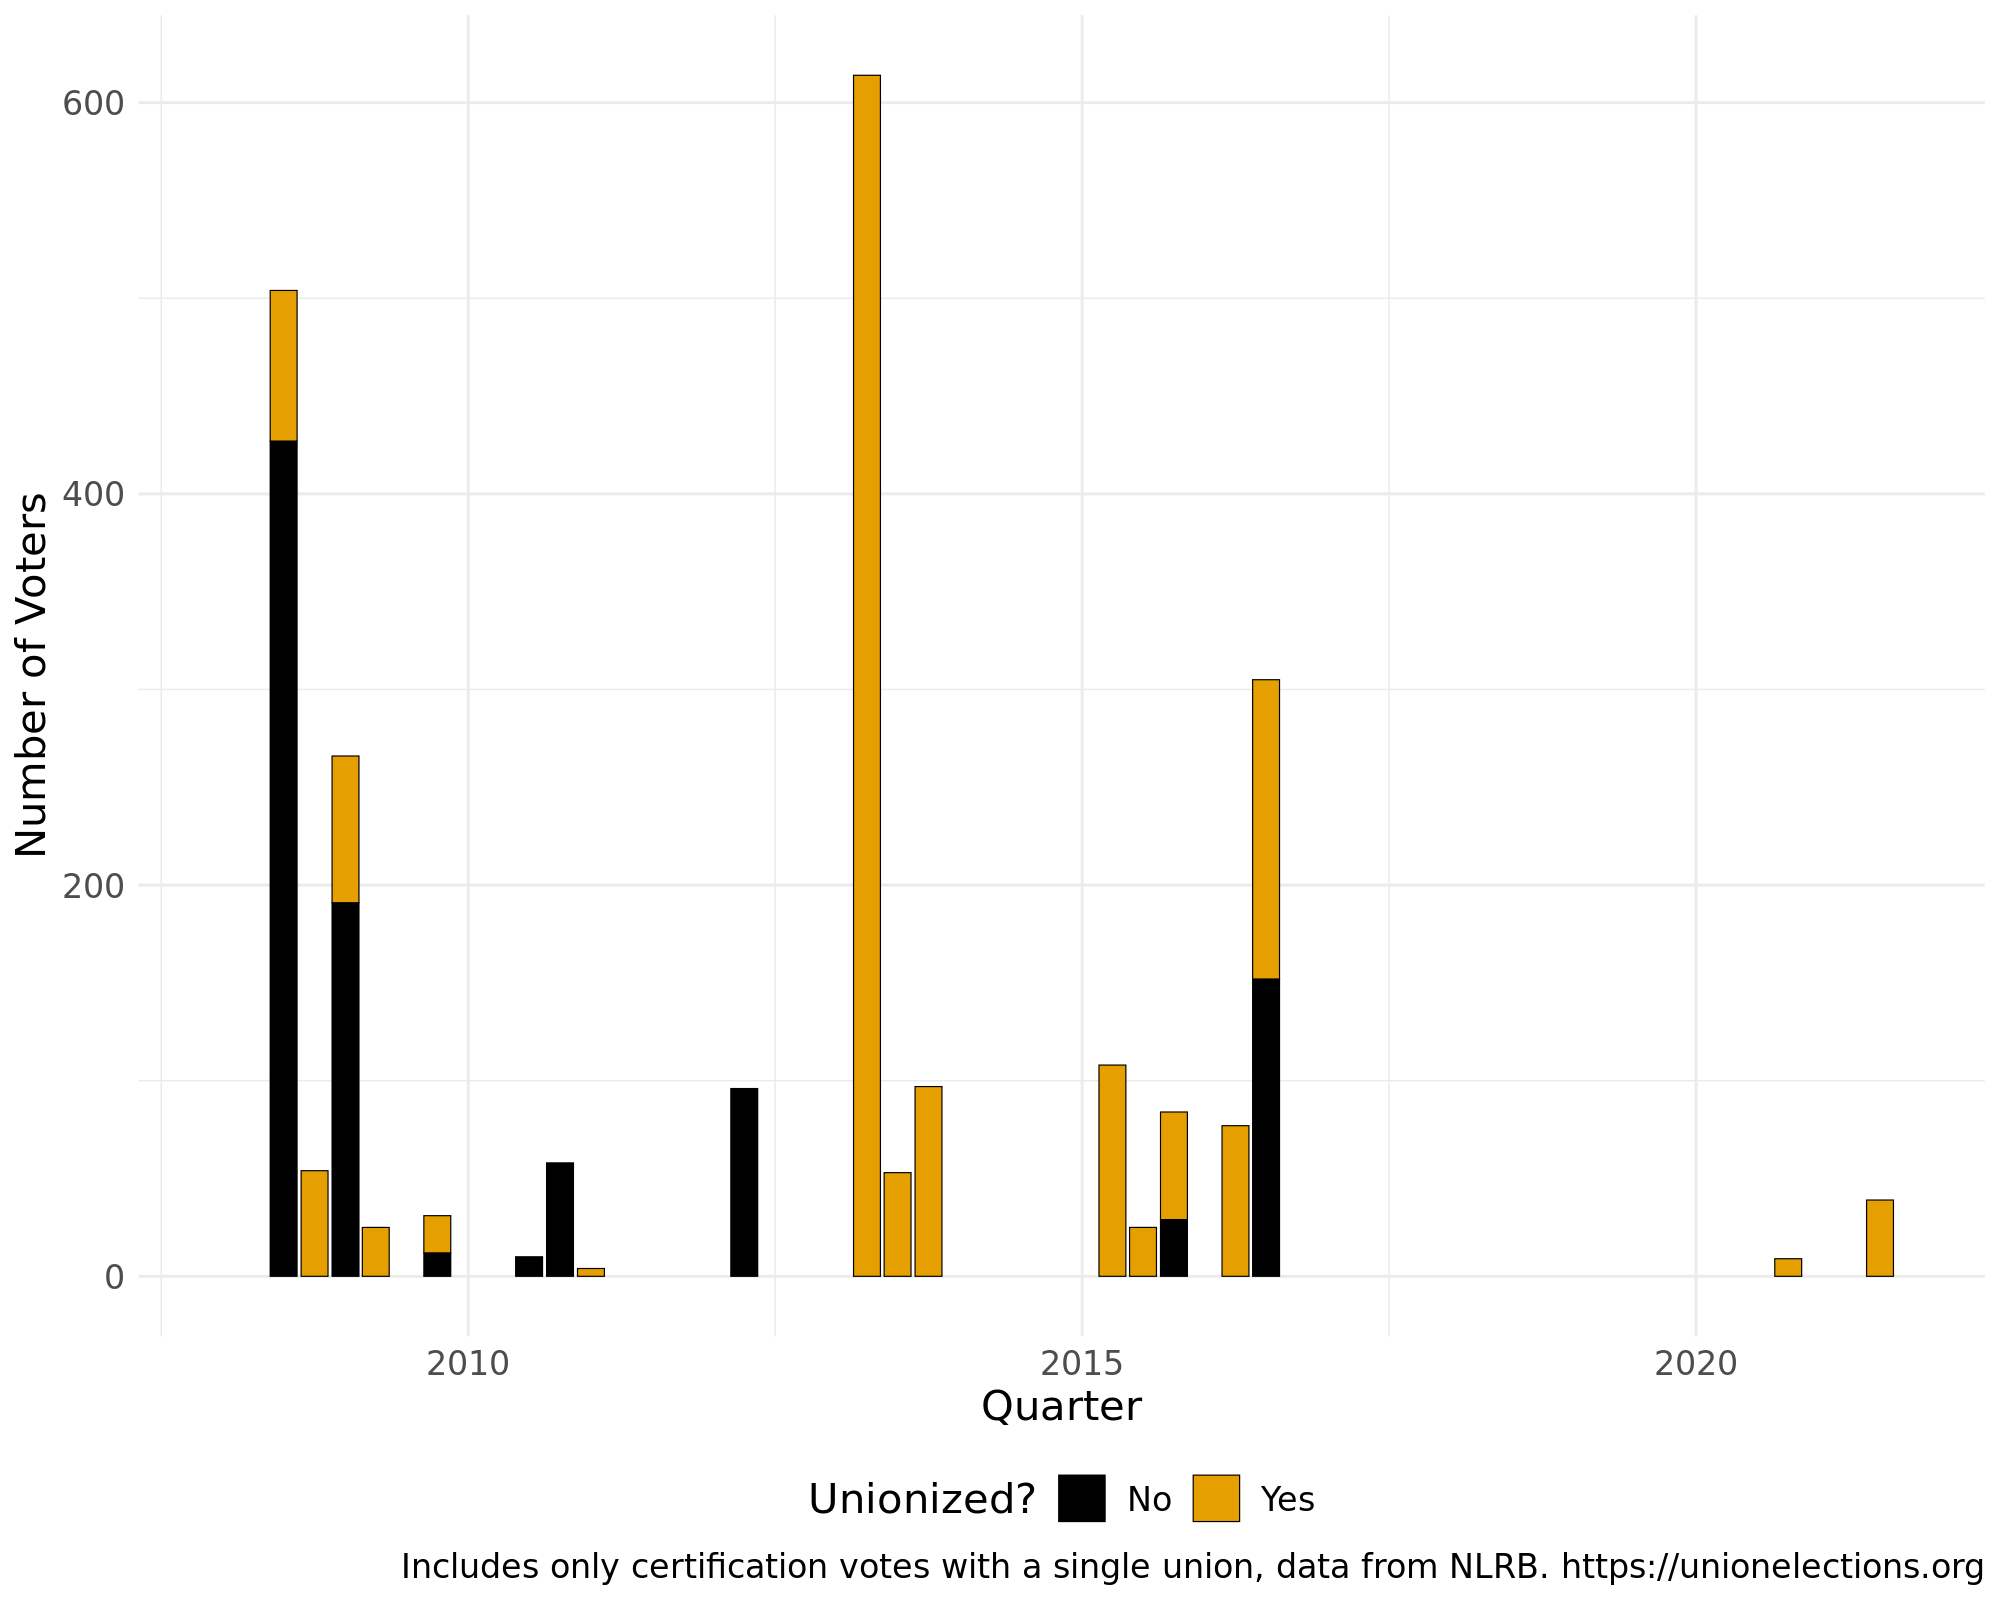 600
400
200
0
Number of Voters
2010 2015 2020
Quarter
Unionized? No Yes
Includes only certification votes with a single union, data from NLRB. https://unionelections.org